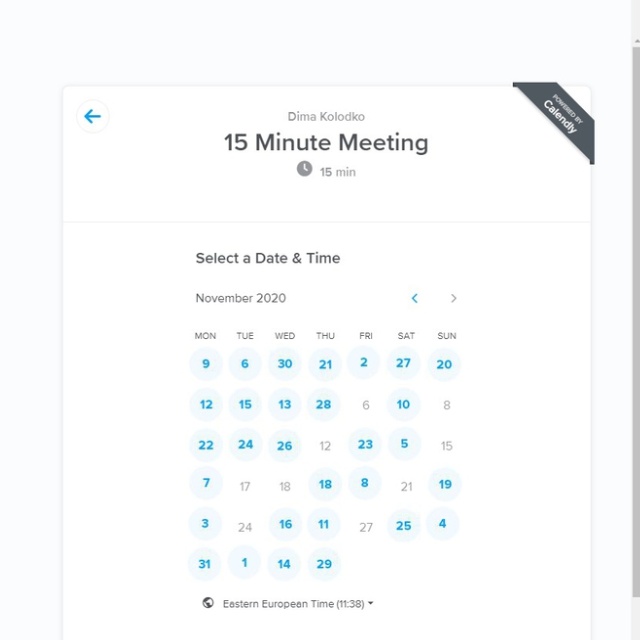 POWERED BY
Calendly
Dima Kolodko
15 Minute Meeting
15 min
Select a Date & Time
November 2020
MON TUE WED THU FRI SAT SUN
9 6 30 21 2 27 20
12 15 13 28 6 10 8
22 24 26 12 23 5 15
7 17 18 18 8 21 19
3 24 16 11 27 25 4
31 1 14 29
Eastern European Time (11:38)